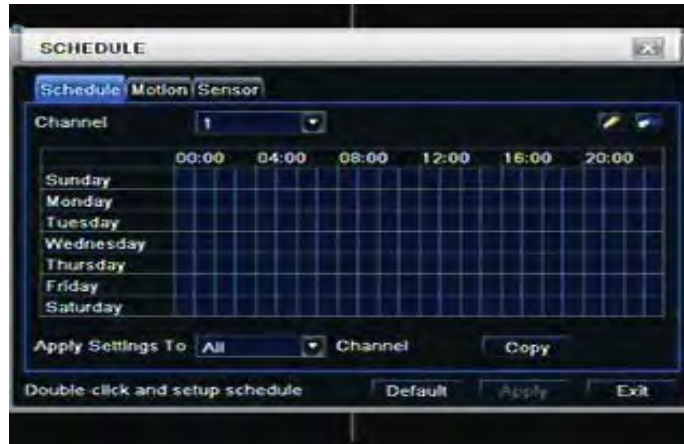 SCHEDULE
Schedule Motion Sensor
Channel 1
00:00 04:00 08:00 12:00 16:00 20:00
Sunday
Monday
Tuesday
Wednesday
Thursday
Friday
Saturday
Apply Settings To All Channel Copy
Double click and setup schedule Default Apply Exit